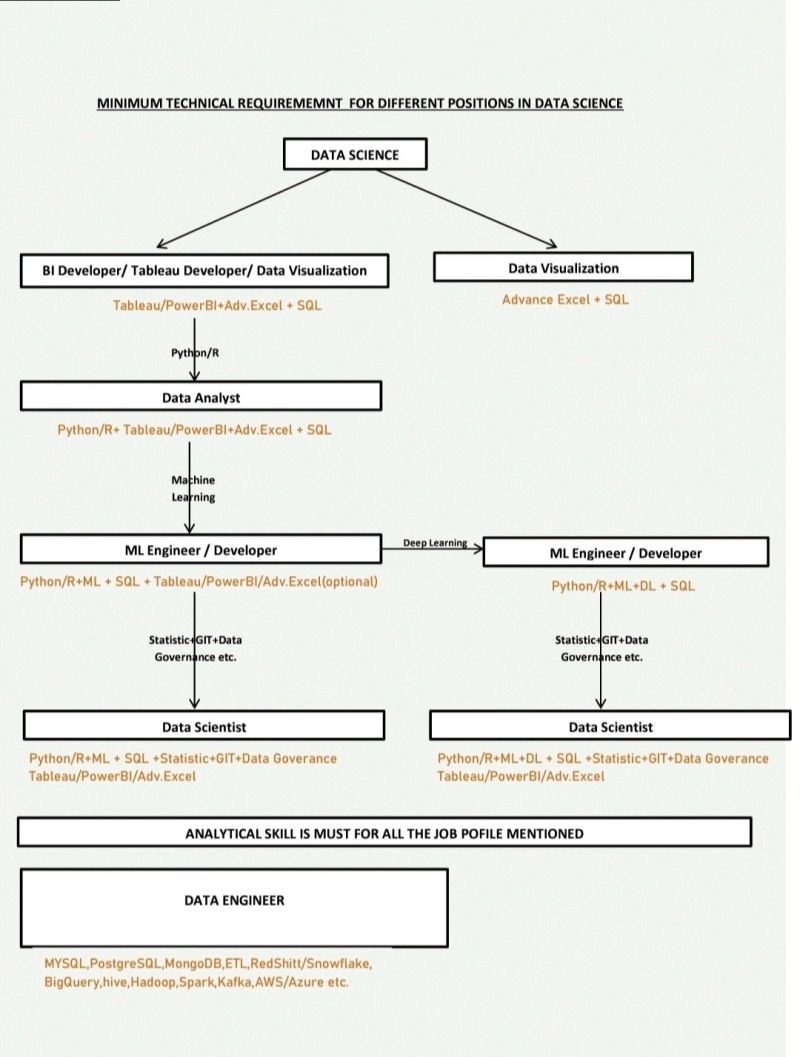 MINIMUM TECHNICAL REQUIREMEMNT FOR DIFFERENT POSITIONS IN DATA SCIENCE
DATA SCIENCE
BI Developer/ Tableau Developer/ Data Visualization
Data Visualization
Tableau/PowerBI+Adv.Excel + SQL
Advance Excel + SQL
Python/R
Data Analyst
Python/R+ Tableau/PowerBI+Adv.Excel + SQL
Machine
Learning
ML Engineer / Developer
Deep Learning
ML Engineer / Developer
Python/R+ML + SQL + Tableau/PowerBI/Adv.Excel(optional)
Python/R+ML+DL + SQL
Statistic+GIT+Data
Governance etc.
Statistic+GIT+Data
Governance etc.
Data Scientist
Data Scientist
Python/R+ML + SQL +Statistic+GIT+Data Goverance
Tableau/PowerBI/Adv.Excel
Python/R+ML+DL + SQL +Statistic+GIT+Data Goverance
Tableau/PowerBI/Adv.Excel
ANALYTICAL SKILL IS MUST FOR ALL THE JOB POFILE MENTIONED
DATA ENGINEER
MYSQL,PostgreSQL,MongoDB,ETL,RedShitt/Snowflake,
BigQuery,hive,Hadoop,Spark,Kafka,AWS/Azure etc.